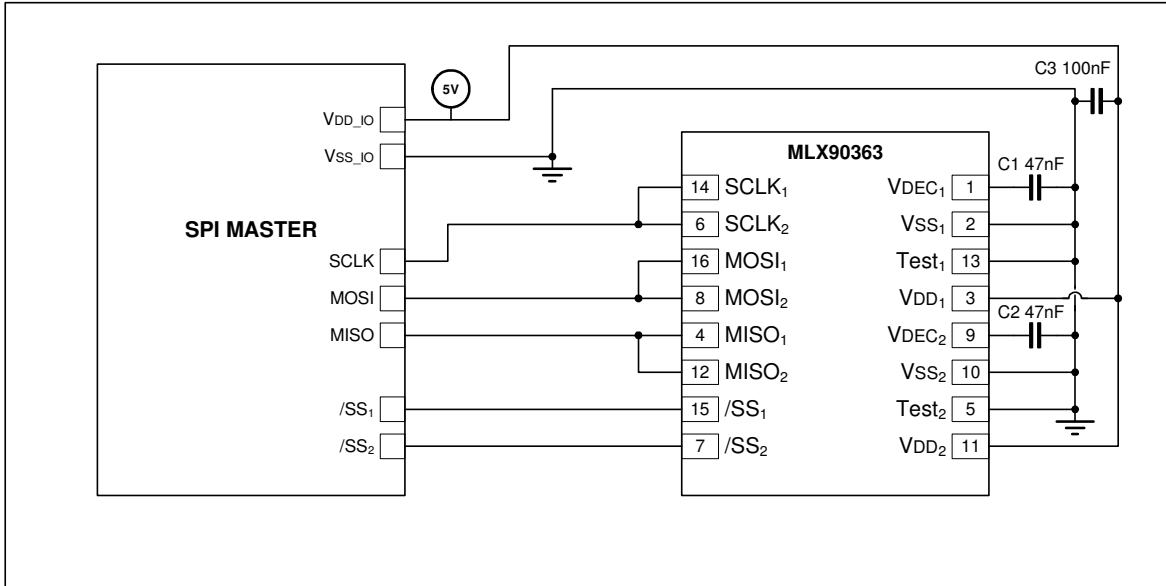 C3 100nF
5V
VDD_IO
VSS_IO
MLX90363
C1 47nF
14 SCLK1 VDEC1 1
SPI MASTER
6 SCLK2 VSS1 2
SCLK 16 MOSI1 Test1 13
MOSI 8 MOSI2 VDD1 3
C2 47nF
MISO 4 MISO1 VDEC2 9
12 MISO2 VSS2 10
/SS1 15 /SS1 Test2 5
/SS2 7 /SS2 VDD2 11